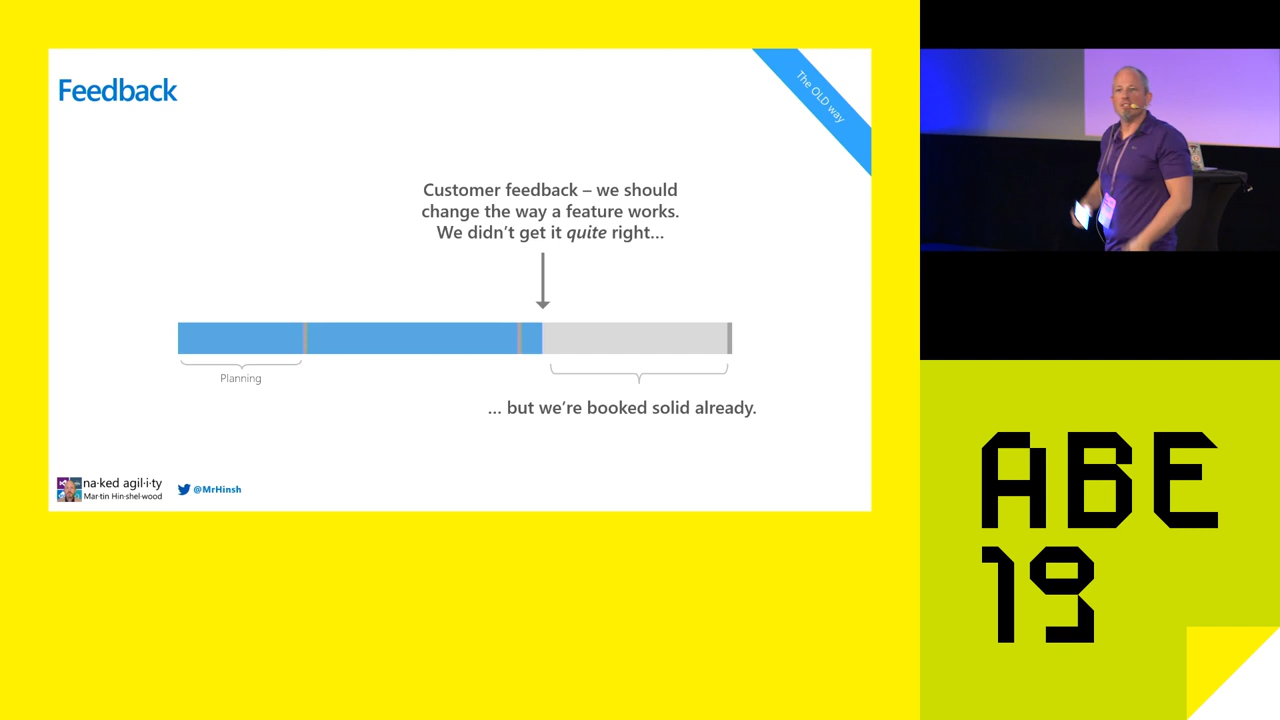 Feedback
The OLD way
Customer feedback – we should
change the way a feature works.
We didn't get it quite right...
Planning
... but we're booked solid already.
na·ked agil·i·ty
Mar·tin Hin·shel·wood
@MrHinsh
ABE
19